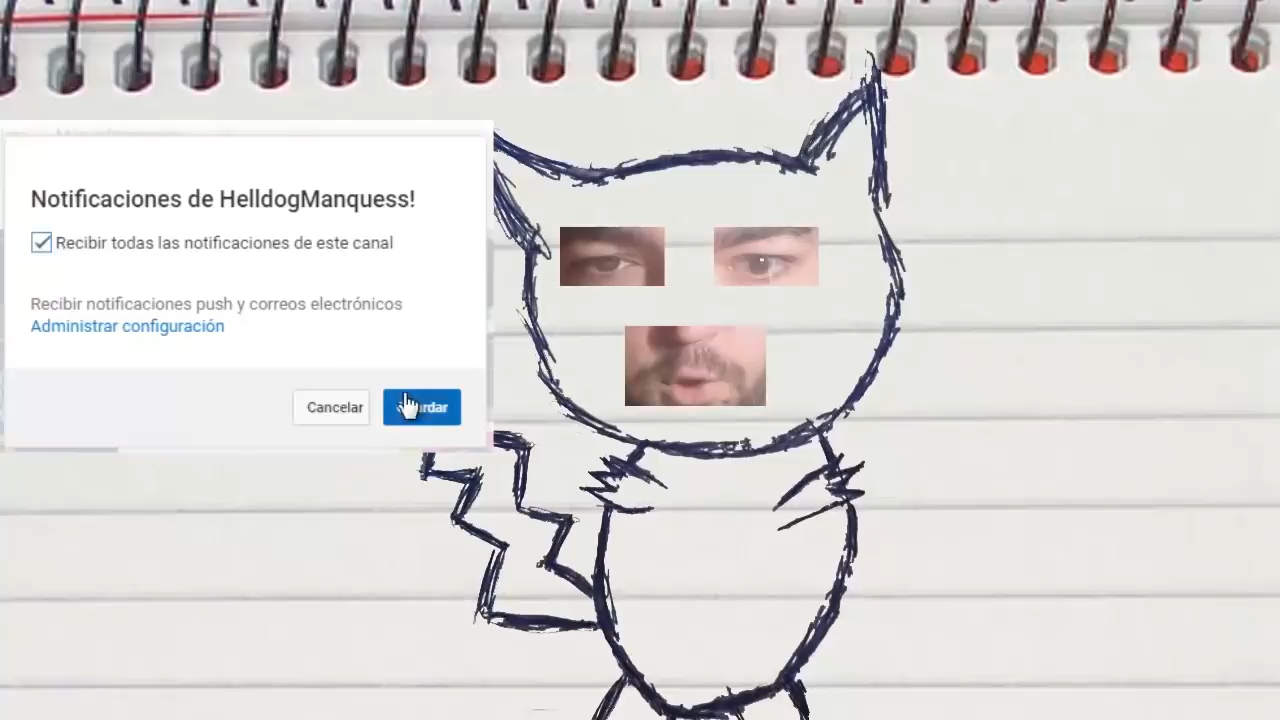 Notificaciones de HelldogManquess!
Recibir todas las notificaciones de este canal
Recibir notificaciones push y correos electrónicos
Administrar configuración
Cancelar